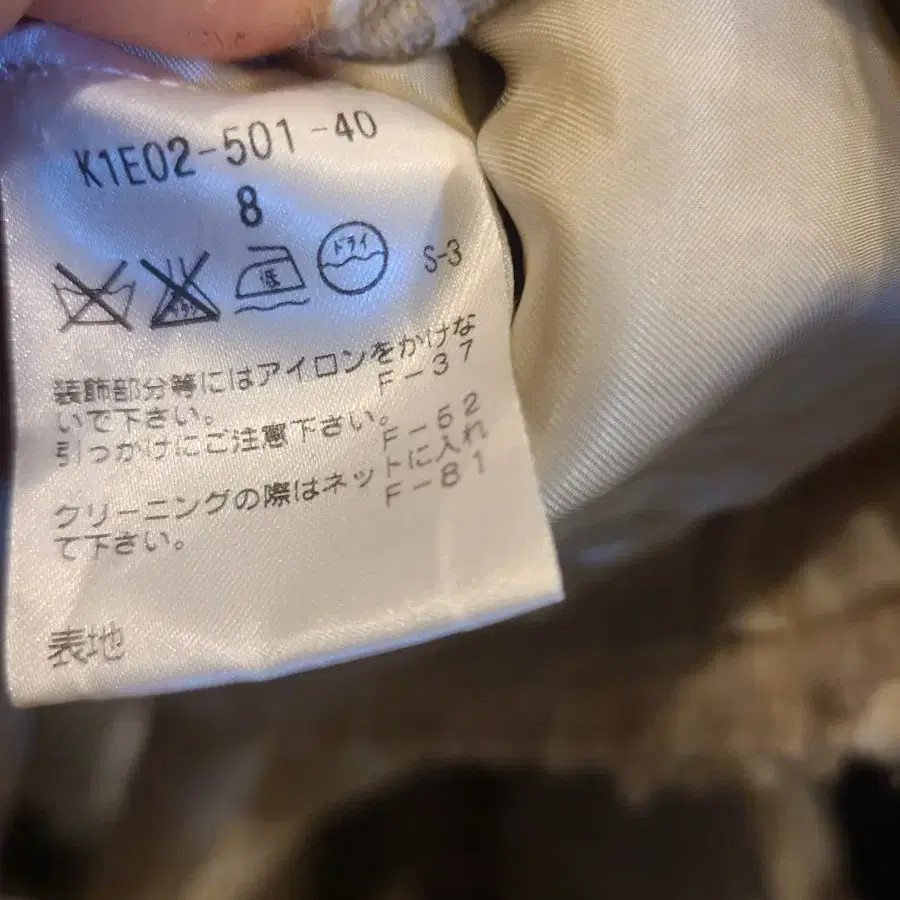 K1E02-501-40
8
ドライ
S-3
装飾部分等にはアイロンをかけな
いで下さい。 F-37
引っかけにご注意下さい。
F-52
クリーニングの際はネットに入れ
て下さい。 F-81
表地